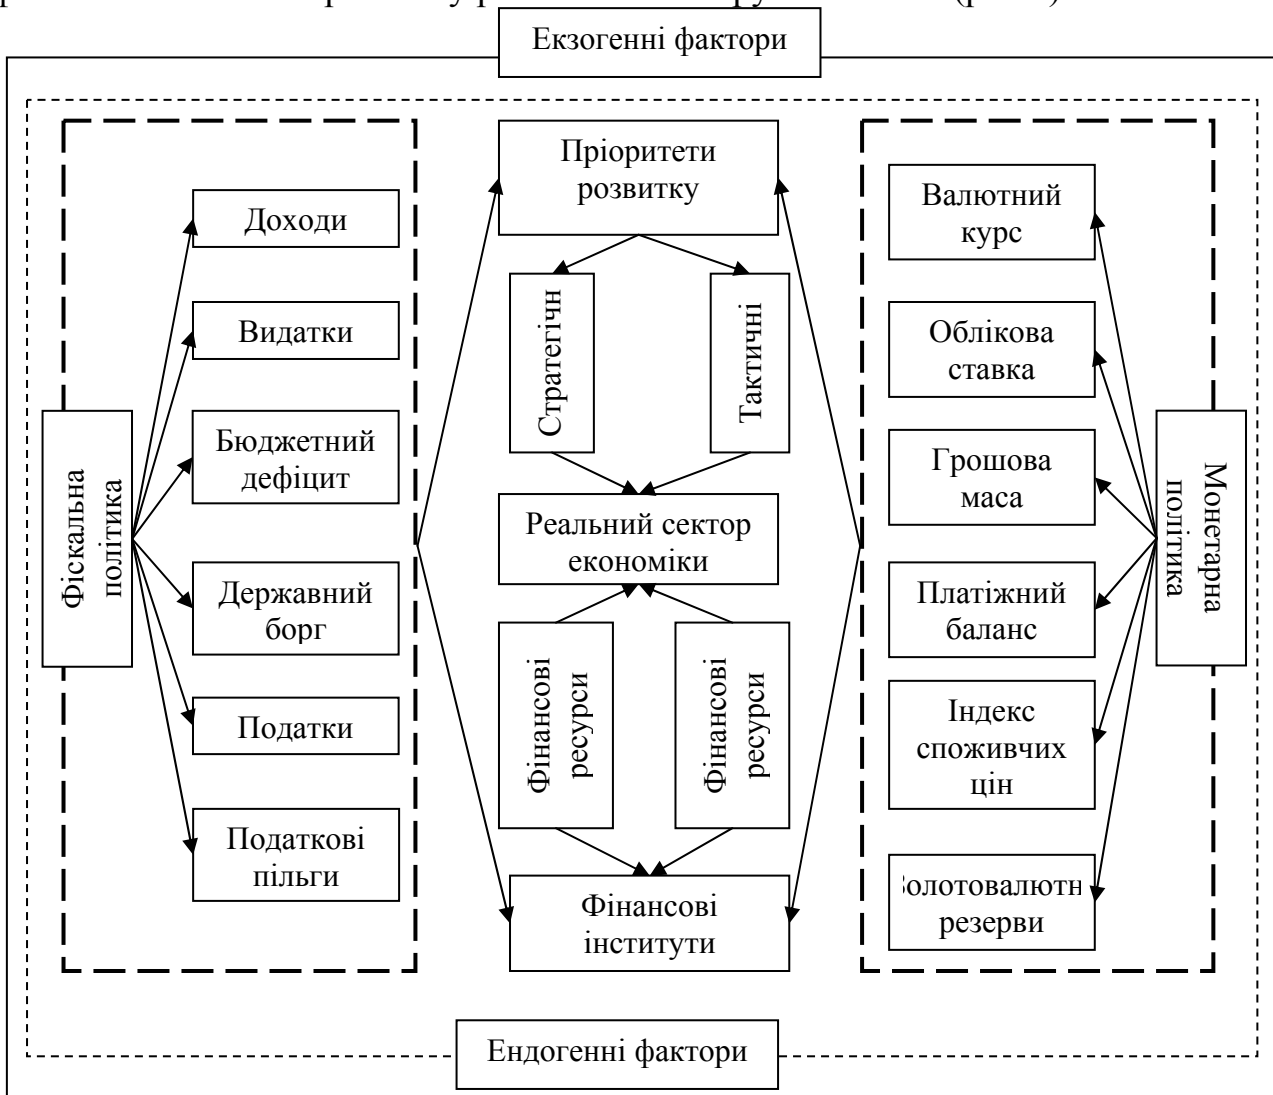 Екзогенні фактори
Доходи
Видатки
Бюджетний
дефіцит
Державний
борг
Податки
Податкові
пільги
Фіскальна
політика
Пріоритети
розвитку
Стратегічн
Тактичні
Реальний сектор
економіки
Фінансові
ресурси
Фінансові
ресурси
Фінансові
інститути
Валютний
курс
Облікова
ставка
Грошова
маса
Платіжний
баланс
Індекс
споживчих
цін
олотовалютн
резерви
Монетарна
політика
Ендогенні фактори